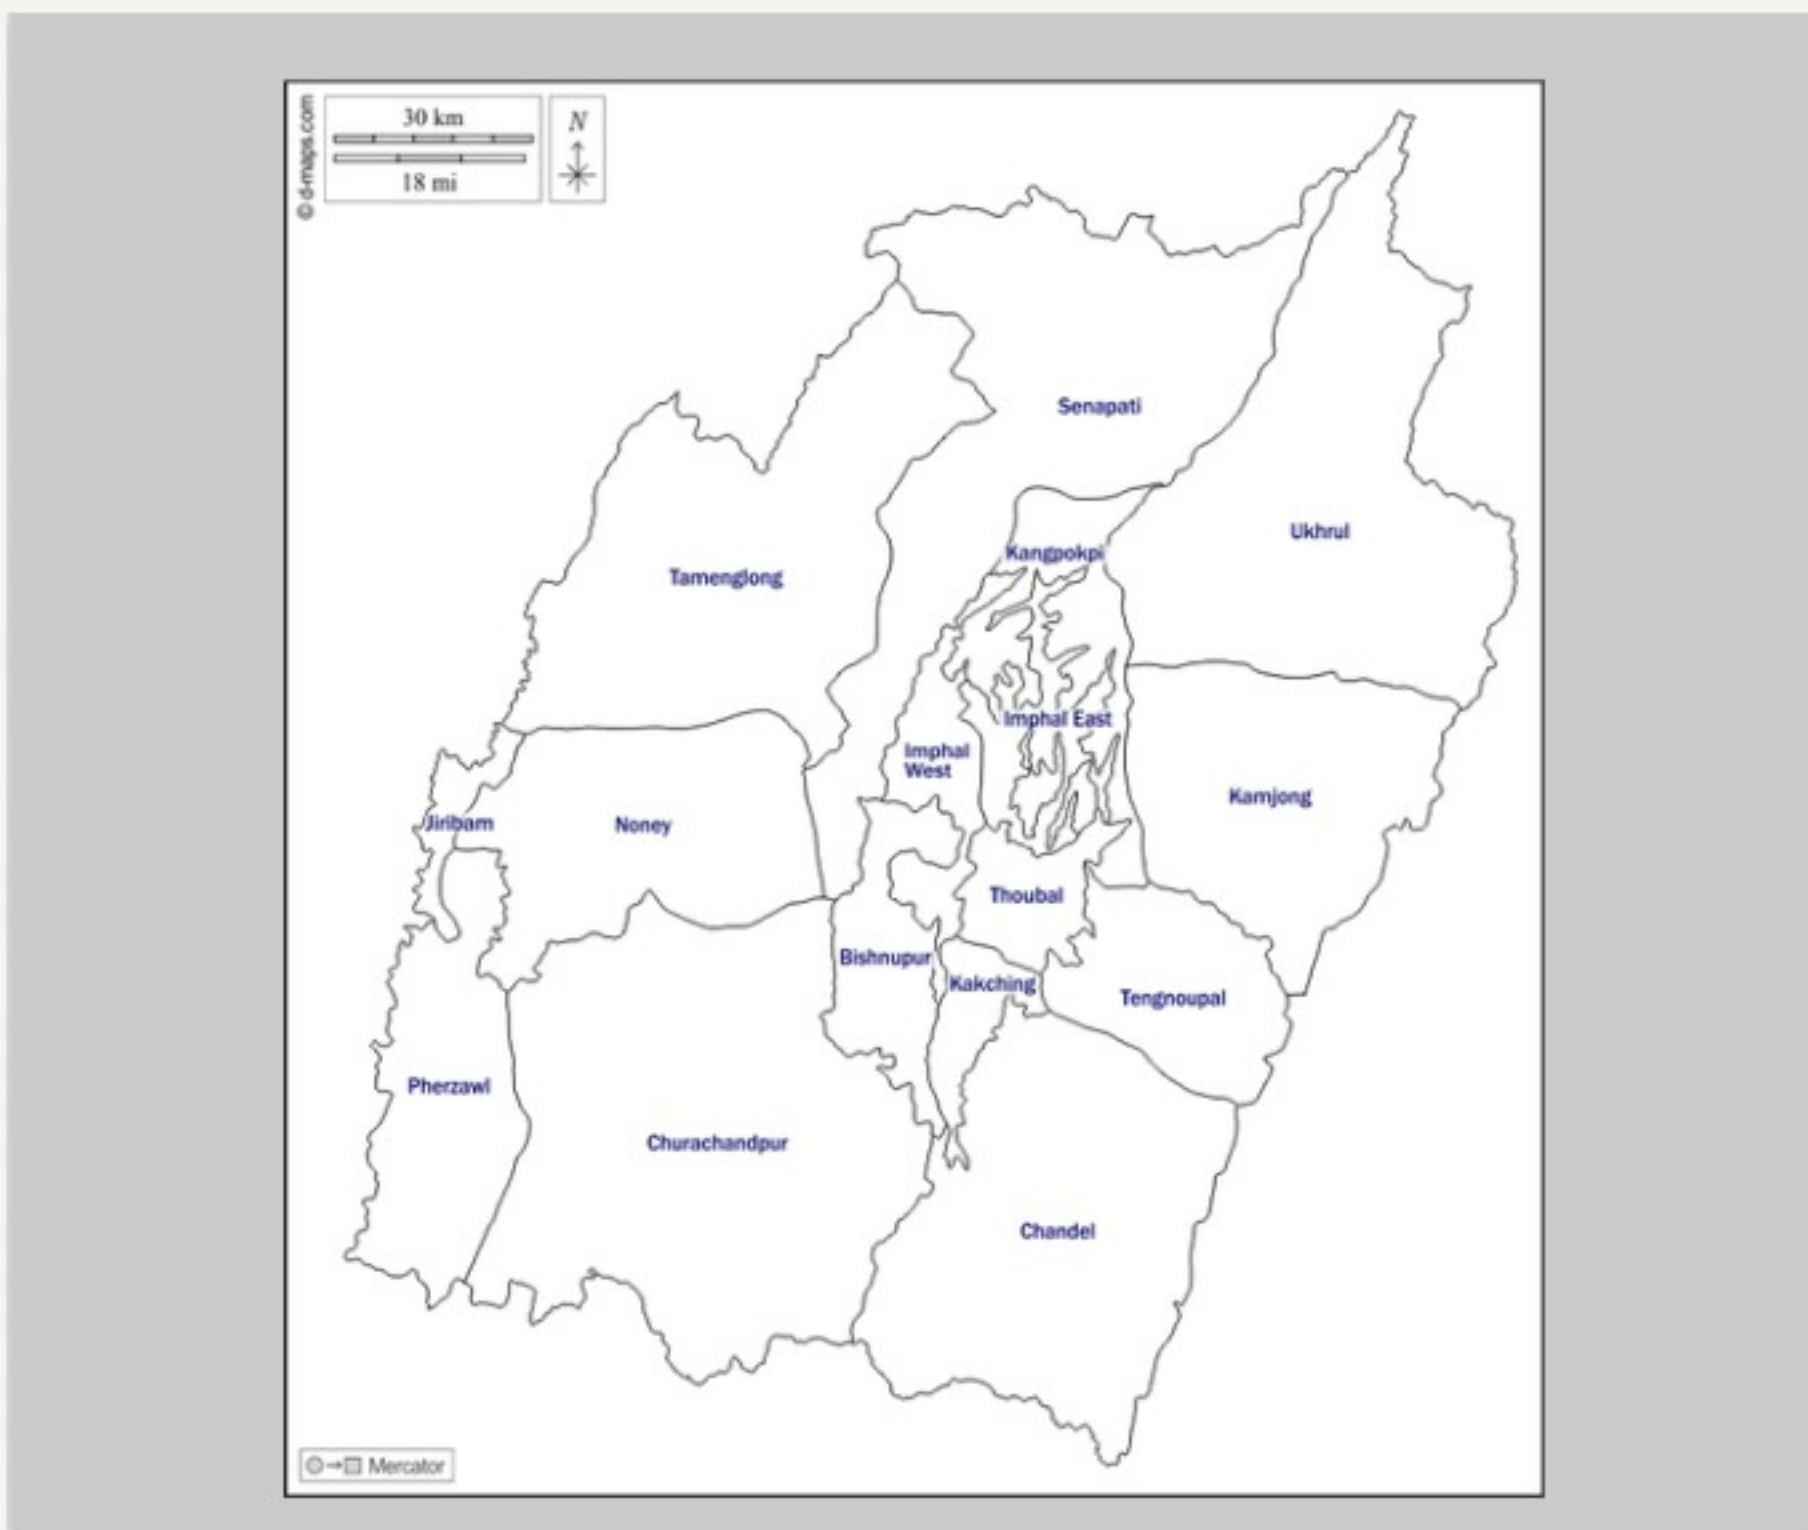 © d-maps.com
30 km
18 mi
N
Senapati
Ukhrul
Kangpokpi
Tamenglong
Imphal East
Imphal
West
Kamjong
Jiribam
Noney
Thoubal
Bishnupur
Kakching
Tengnoupal
Pherzawl
Churachandpur
Chandel
Mercator